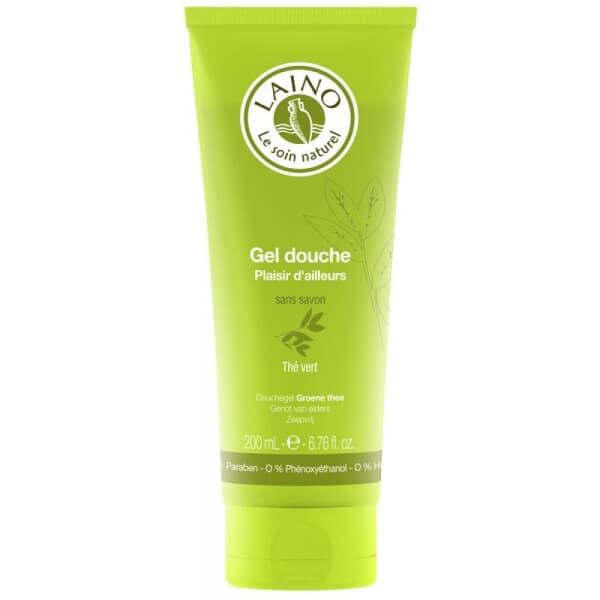 LAINO
Le soin naturel
Gel douche
Plaisir d'ailleurs
sans savon
Thé vert
Douchegel Groene thee
Genot van elders
Zeepvrij
200 mL - e - 6.76 fl. oz.
Paraben - 0 % Phénoxyéthanol - 0 %